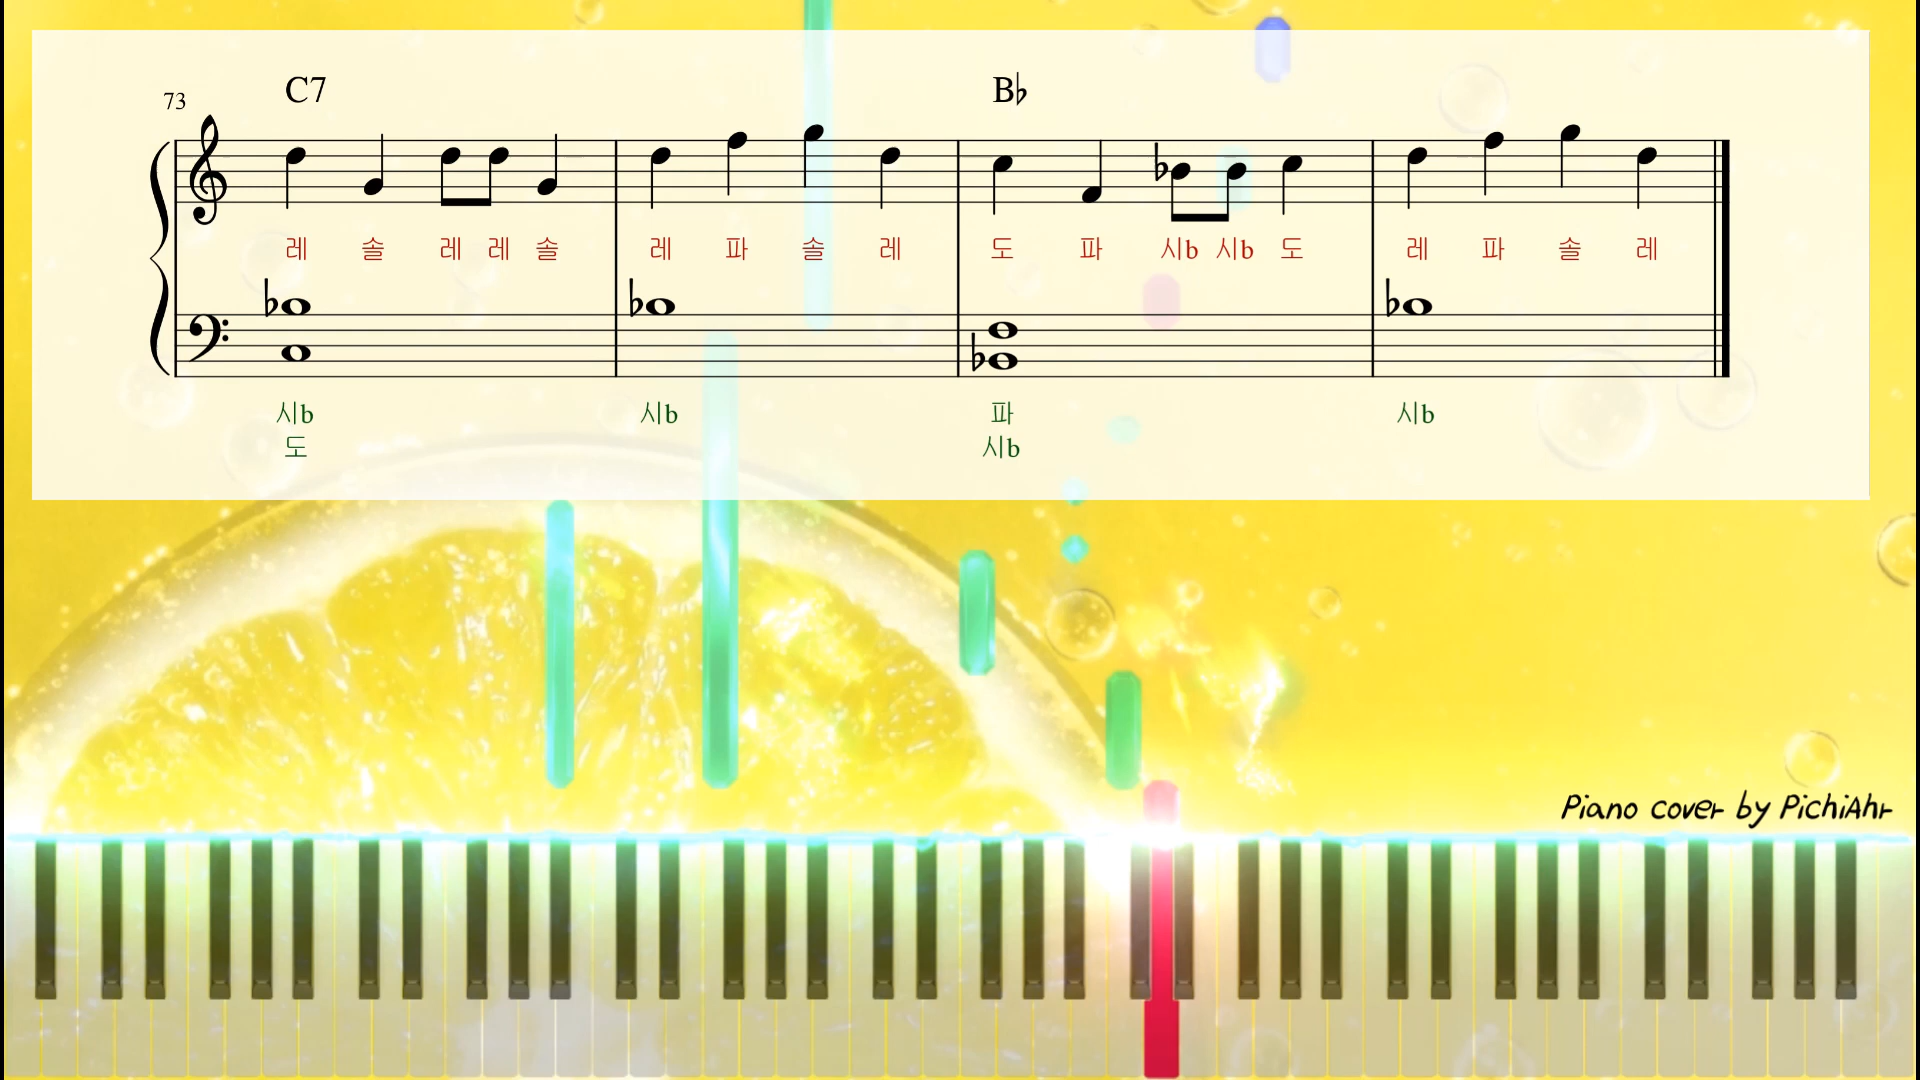 C7 B♭
73
레 솔 레 레 솔 레 파 솔 레 도 파 시b 시b 도 레 파 솔 레
시b 시b 파 시b
도 시b
Piano cover by PichiAhr